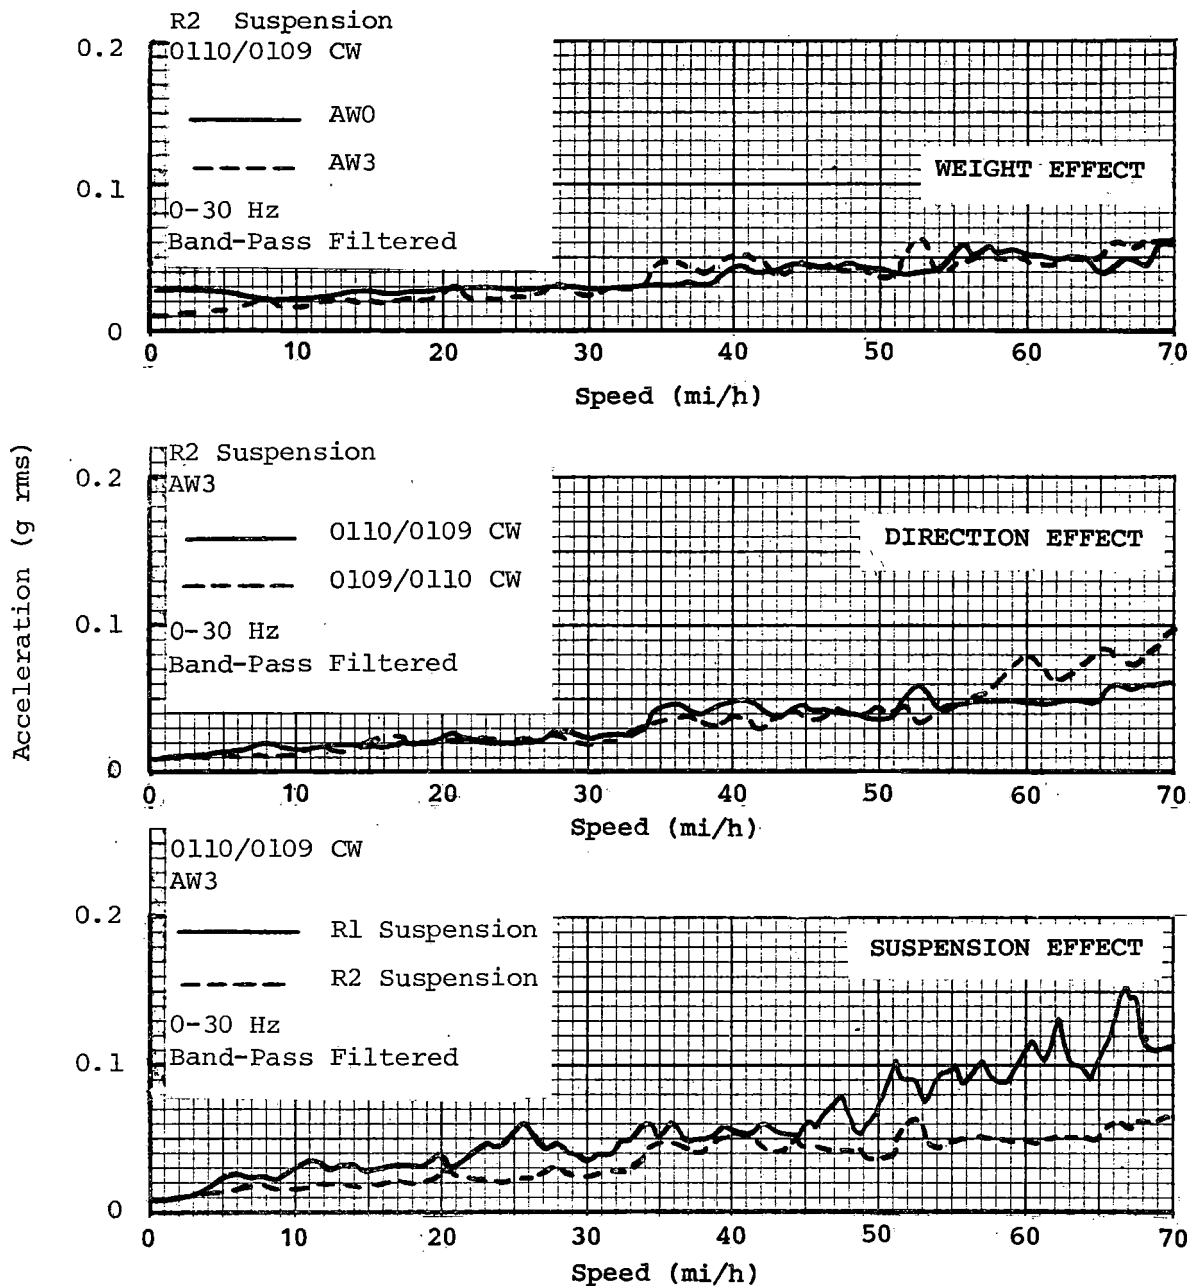 R2 Suspension
0110/0109 CW
AW0
AW3
0-30 Hz
Band-Pass Filtered
WEIGHT EFFECT
0.2
0.1
0
0 10 20 30 40 50 60 70
Speed (mi/h)
Acceleration (g rms)
R2 Suspension
AW3
0110/0109 CW
0109/0110 CW
0-30 Hz
Band-Pass Filtered
DIRECTION EFFECT
0.2
0.1
0
0 10 20 30 40 50 60 70
Speed (mi/h)
0110/0109 CW
AW3
R1 Suspension
R2 Suspension
0-30 Hz
Band-Pass Filtered
SUSPENSION EFFECT
0.2
0.1
0
0 10 20 30 40 50 60 70
Speed (mi/h)